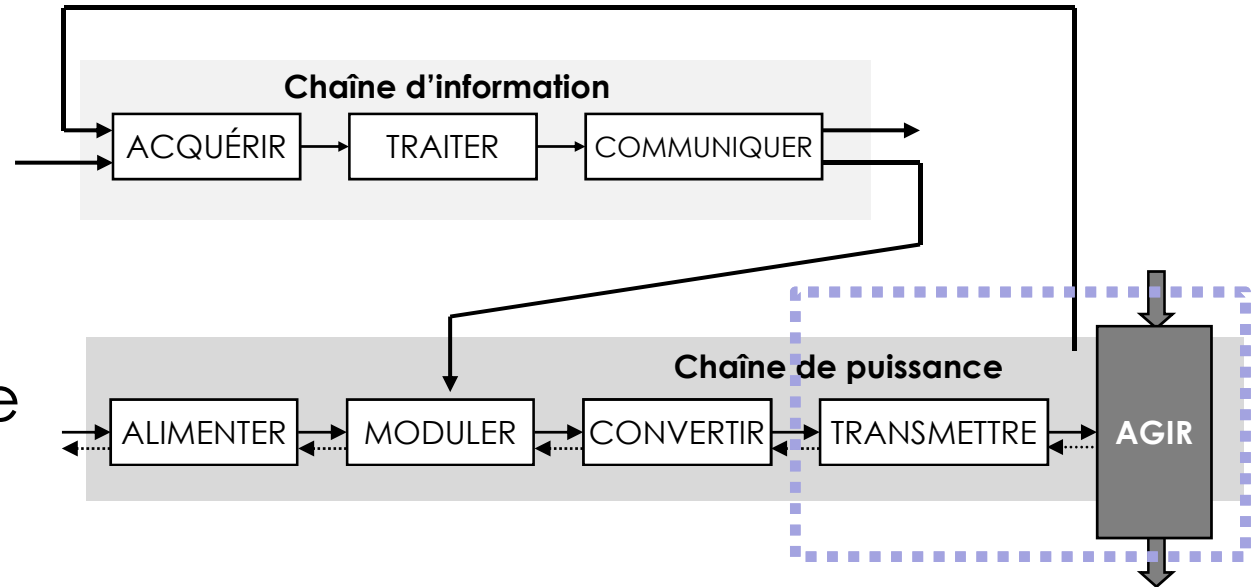 Chaîne d'information
ACQUÉRIR TRAITER COMMUNIQUER
Chaîne de puissance
e
ALIMENTER MODULER CONVERTIR TRANSMETTRE AGIR